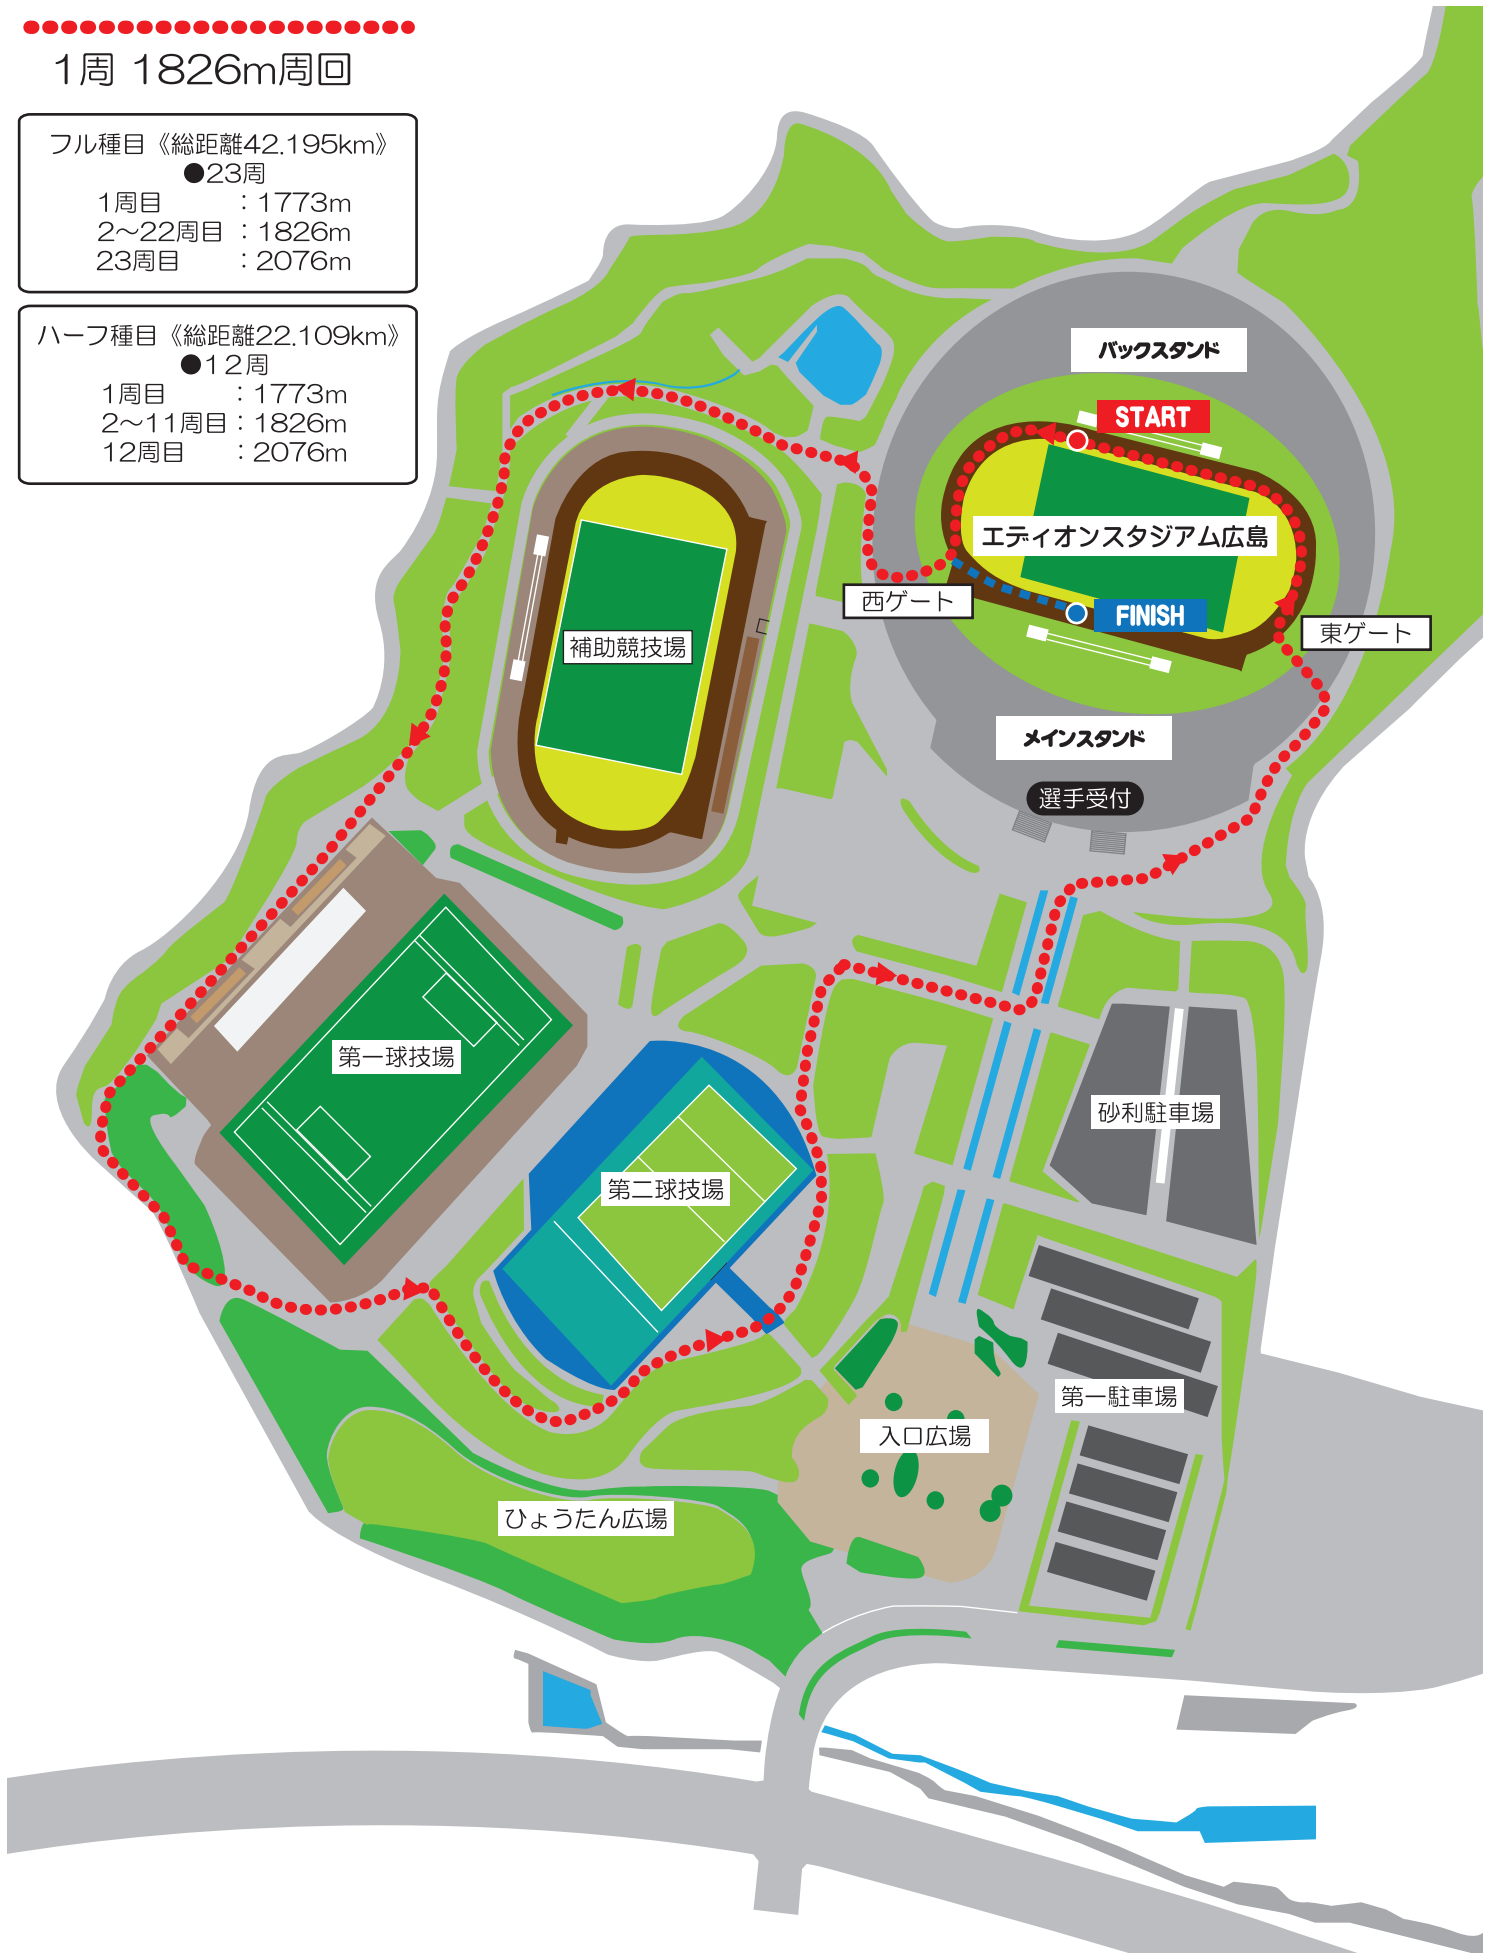 1周 1826m周回
フル種目《総距離42.195km》
●23周
1周目 :1773m
2〜22周目 :1826m
23周目 :2076m
ハーフ種目《総距離22.109km》
●12周
1周目 :1773m
2〜11周目:1826m
12周目 :2076m
バックスタンド
START
エディオンスタジアム広島
西ゲート
FINISH
東ゲート
補助競技場
メインスタンド
選手受付
第一球技場
砂利駐車場
第二球技場
第一駐車場
入口広場
ひょうたん広場